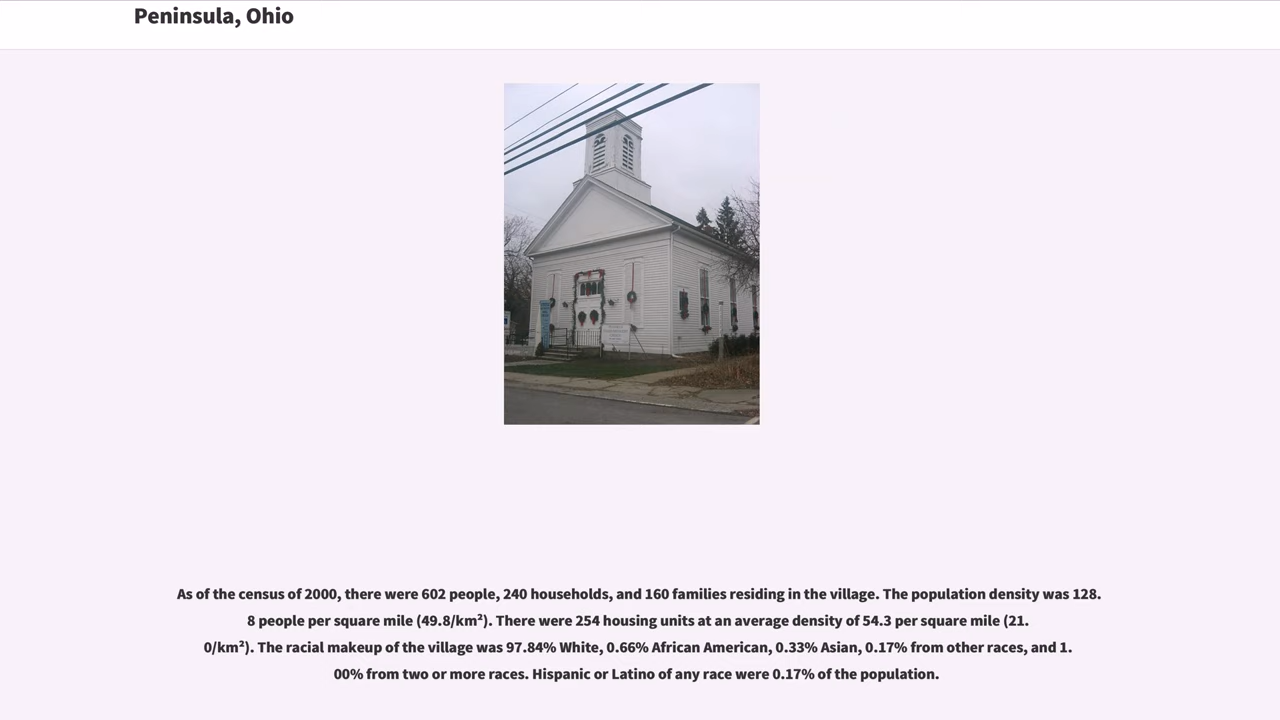 Peninsula, Ohio
As of the census of 2000, there were 602 people, 240 households, and 160 families residing in the village. The population density was 128.
8 people per square mile (49.8/km²). There were 254 housing units at an average density of 54.3 per square mile (21.
0/km²). The racial makeup of the village was 97.84% White, 0.66% African American, 0.33% Asian, 0.17% from other races, and 1.
00% from two or more races. Hispanic or Latino of any race were 0.17% of the population.